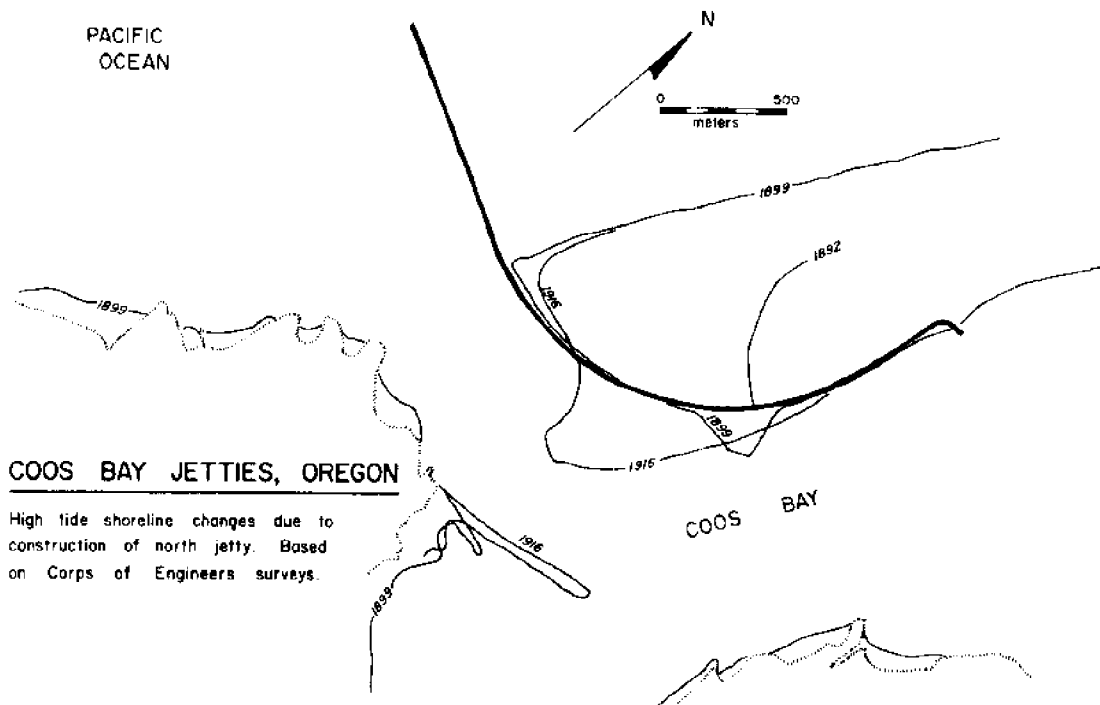 PACIFIC
OCEAN
N
0 500
meters
1899
1892
1916
1899
1899
1916
COOS BAY JETTIES, OREGON
High tide shoreline changes due to
construction of north jetty. Based
on Corps of Engineers surveys.
COOS BAY
1916
1899